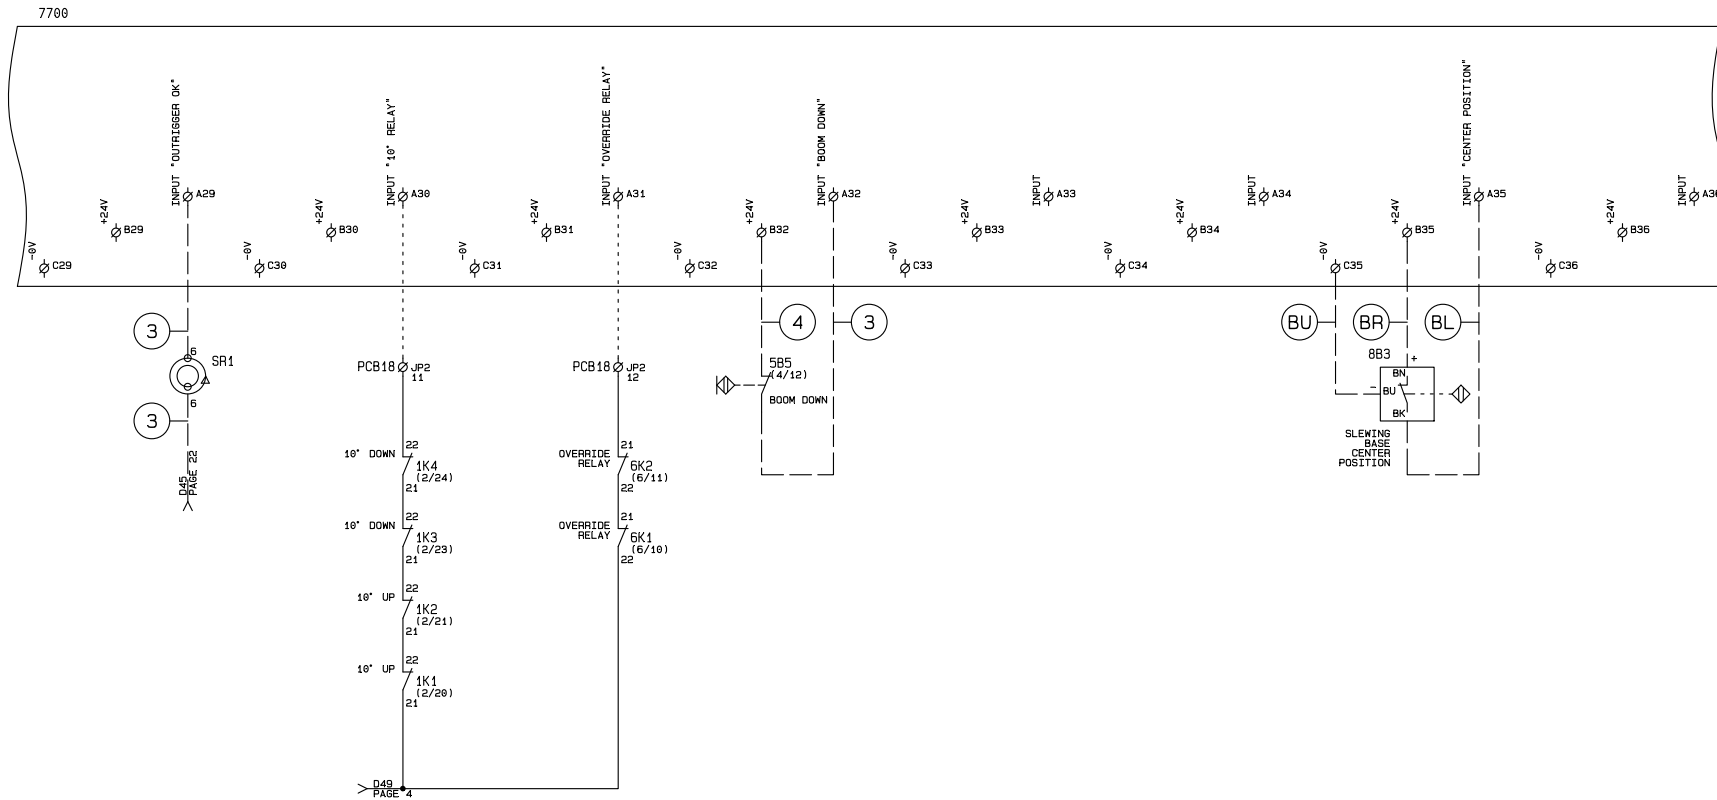 7700
INPUT "OUTRIGGER OK"
INPUT "10° RELAY"
INPUT "OVERRIDE RELAY"
INPUT "BOOM DOWN"
INPUT
INPUT
INPUT "CENTER POSITION"
INPUT
A29
A30
A31
A32
A33
A34
A35
A36
+24V
+24V
+24V
+24V
+24V
+24V
+24V
+24V
B29
B30
B31
B32
B33
B34
B35
B36
-0V
-0V
-0V
-0V
-0V
-0V
-0V
-0V
C29
C30
C31
C32
C33
C34
C35
C36
3
4
3
BU
BR
BL
6
SR1
6
3
D45
PAGE 22
PCB18
JP2
11
PCB18
JP2
12
5B5
(4/12)
BOOM DOWN
8B3
+
BN
-
BU
BK
SLEWING
BASE
CENTER
POSITION
10° DOWN
22
1K4
(2/24)
21
OVERRIDE
RELAY
21
6K2
(6/11)
22
10° DOWN
22
1K3
(2/23)
21
OVERRIDE
RELAY
21
6K1
(6/10)
22
10° UP
22
1K2
(2/21)
21
10° UP
22
1K1
(2/20)
21
D49
PAGE 4